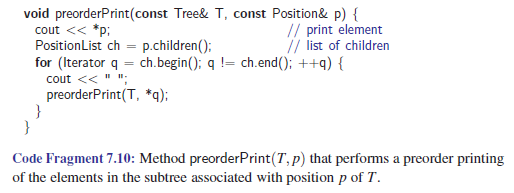 void preorderPrint(const Tree& T, const Position& p) {
cout << *p; // print element
PositionList ch = p.children(); // list of children
for (Iterator q = ch.begin(); q != ch.end(); ++q) {
cout << " ";
preorderPrint(T, *q);
}
}
Code Fragment 7.10: Method preorderPrint(T, p) that performs a preorder printing
of the elements in the subtree associated with position p of T.